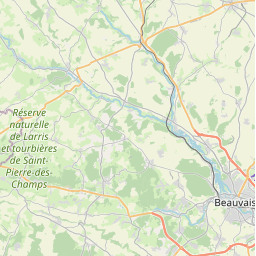 Réserve
naturelle
de Larris
et tourbières
de Saint-
Pierre-des-
Champs
Beauvais